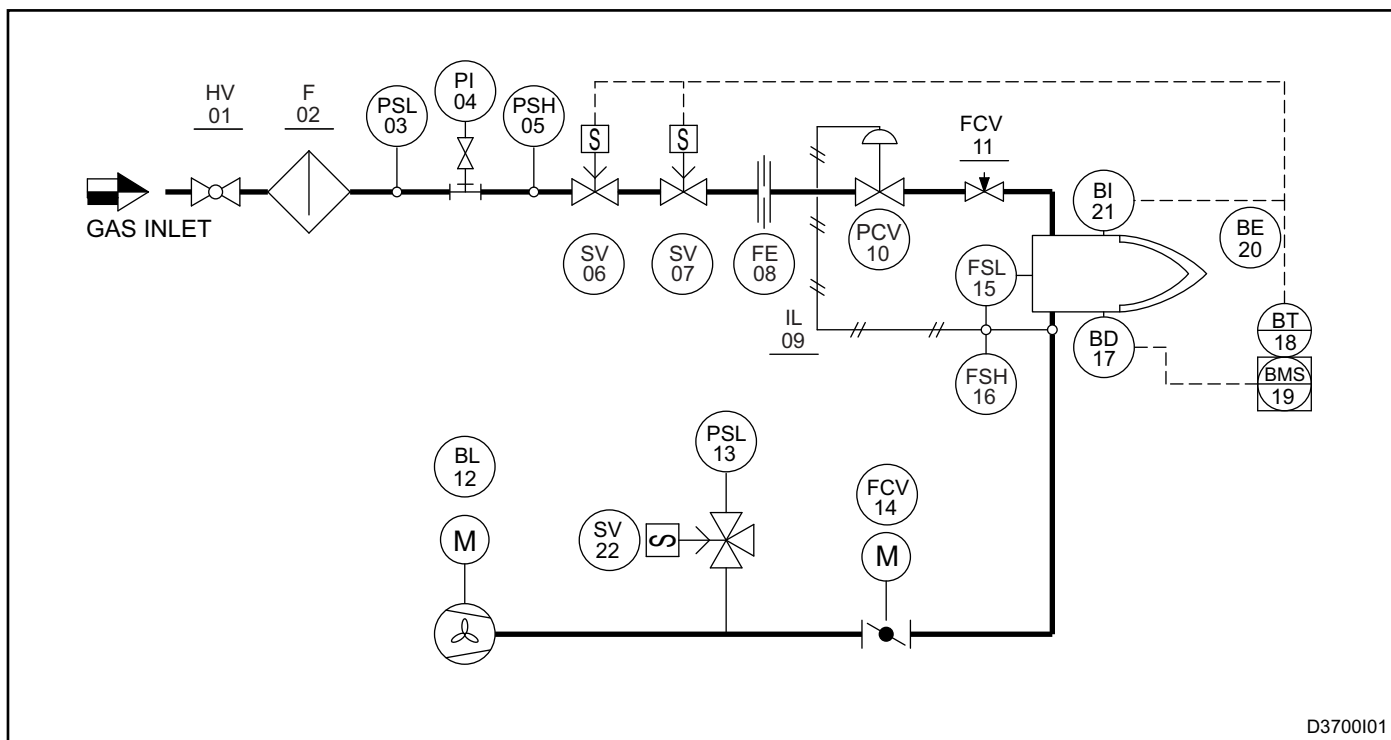 HV
01
F
02
PSL
03
PI
04
PSH
05
S
S
FCV
11
GAS INLET
SV
06
SV
07
FE
08
PCV
10
BI
21
BE
20
FSL
15
IL
09
FSH
16
BD
17
BT
18
BMS
19
BL
12
M
PSL
13
SV
22
S
FCV
14
M
D3700I01